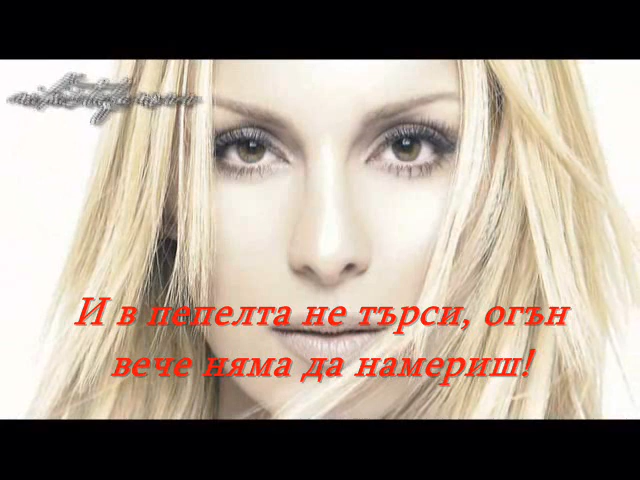 И в пепелта не търси, огън
вече няма да намериш!